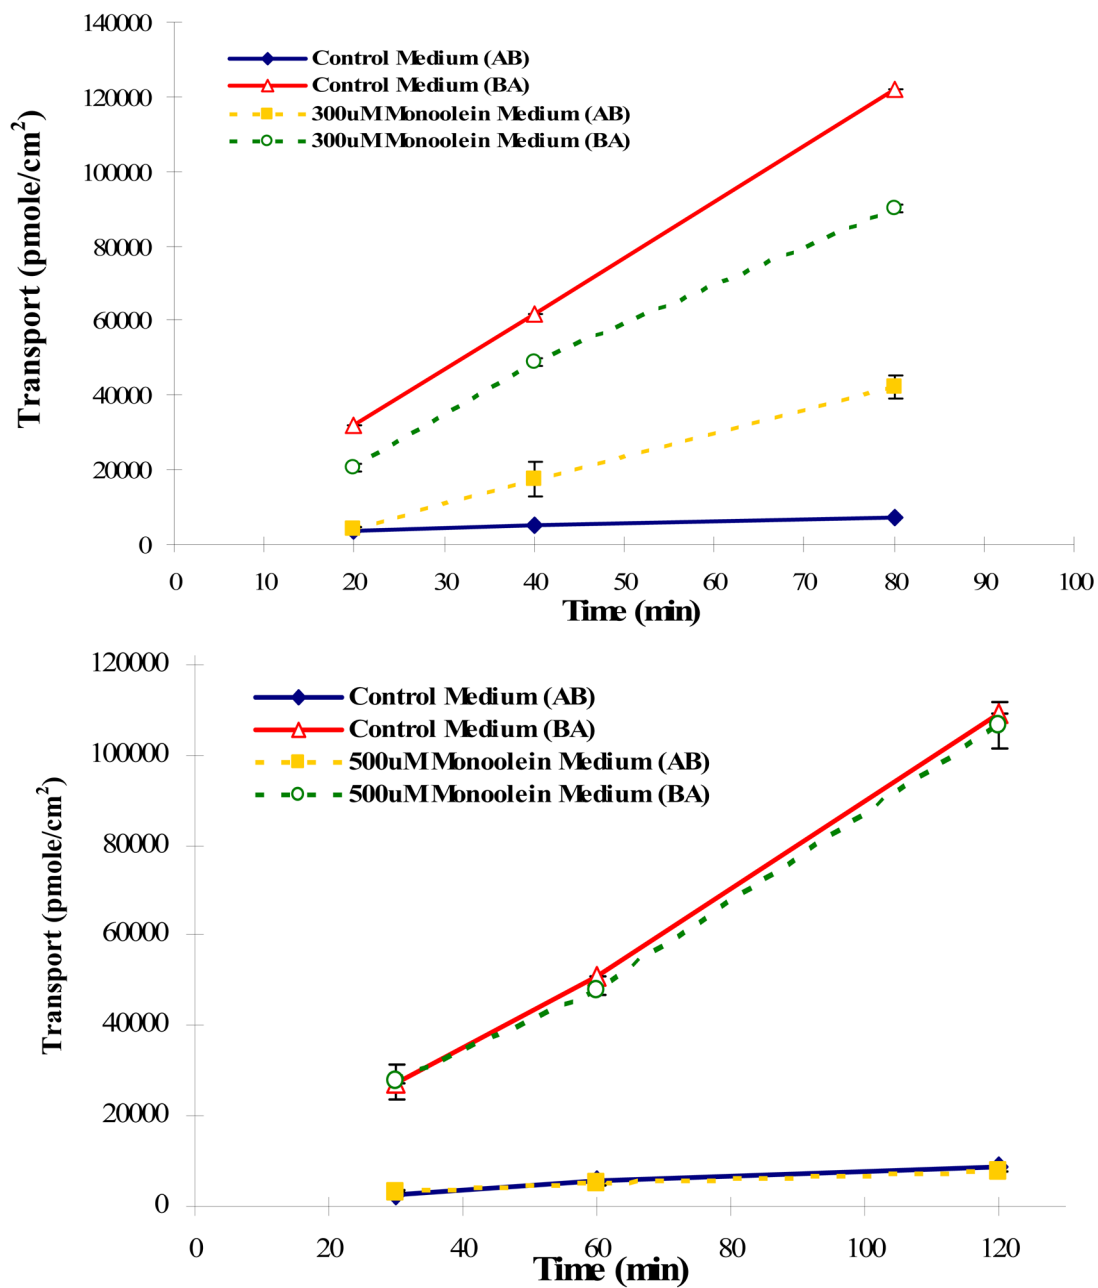 140000
120000
100000
80000
60000
40000
20000
0
Transport (pmole/cm²)
Control Medium (AB)
Control Medium (BA)
300uM Monoolein Medium (AB)
300uM Monoolein Medium (BA)
0 10 20 30 40 50 60 70 80 90 100
Time (min)
120000
100000
80000
60000
40000
20000
0
Transport (pmole/cm²)
Control Medium (AB)
Control Medium (BA)
500uM Monoolein Medium (AB)
500uM Monoolein Medium (BA)
0 20 40 60 80 100 120
Time (min)